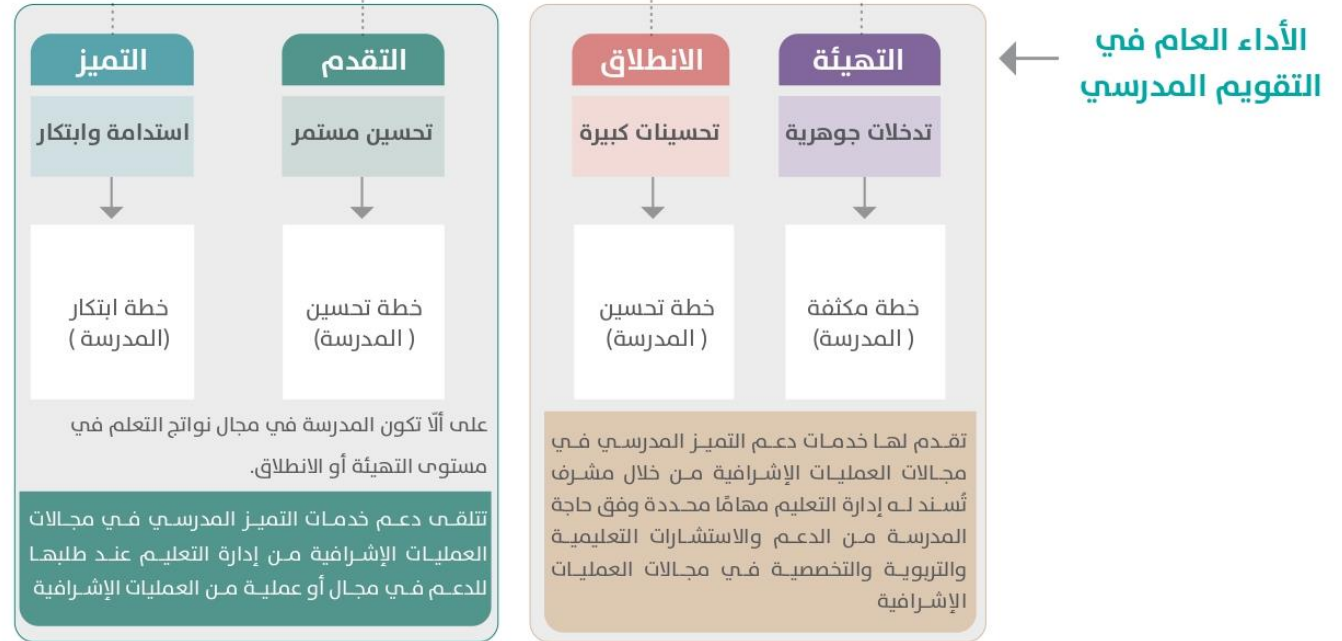 الأداء العام في
التقويم المدرسي
التهيئة
تدخلات جوهرية
خطة مكثفة
( المدرسة)
الانطلاق
تحسينات كبيرة
خطة تحسين
( المدرسة)
تقدم لها خدمات دعم التميز المدرسي في
مجالات العمليات الإشرافية من خلال مشرف
تُسند له إدارة التعليم مهامًا محددة وفق حاجة
المدرسة من الدعم والاستشارات التعليمية
والتربوية والتخصصية في مجالات العمليات
الإشرافية
التقدم
تحسين مستمر
خطة تحسين
( المدرسة)
التميز
استدامة وابتكار
خطة ابتكار
(المدرسة )
على ألّا تكون المدرسة في مجال نواتج التعلم في
مستوى التهيئة أو الانطلاق.
تتلقى دعم خدمات التميز المدرسي في مجالات
العمليات الإشرافية من إدارة التعليم عند طلبها
للدعم في مجال أو عملية من العمليات الإشرافية